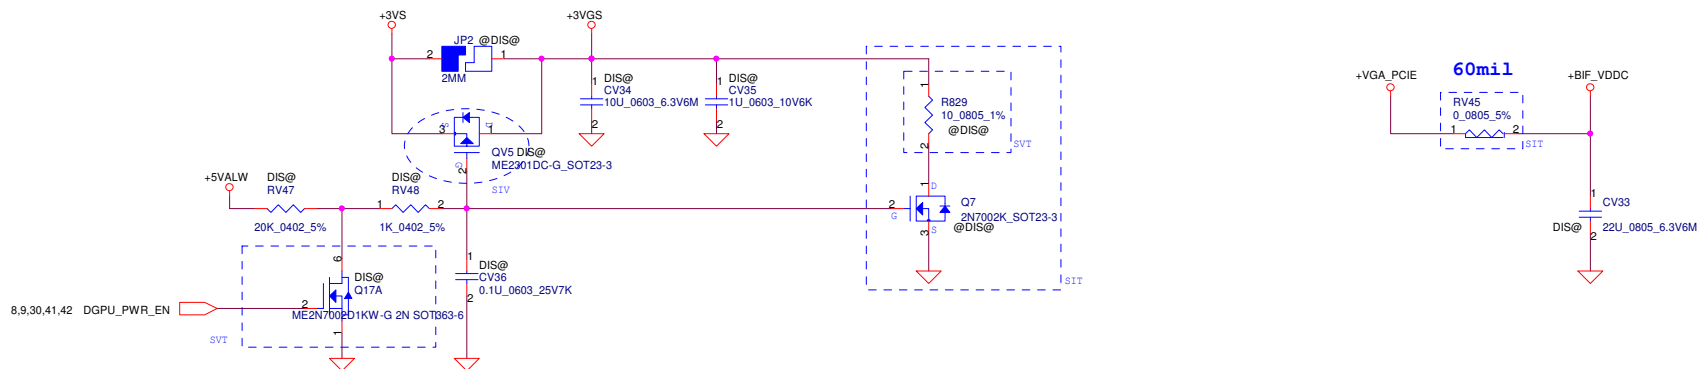 +3VS
+3VGS
JP2 @DIS@
2
1
2MM
DIS@
CV34
10U_0603_6.3V6M
1
2
DIS@
CV35
1U_0603_10V6K
1
2
1
R829
10_0805_1%
@DIS@
2
SVT
+VGA_PCIE
60mil
+BIF_VDDC
RV45
0_0805_5%
1
2
SIT
3
S
D
1
G
2
QV5 DIS@
ME2301DC-G_SOT23-3
SIV
+5VALW
DIS@
RV47
20K_0402_5%
DIS@
RV48
1
2
1K_0402_5%
1
D
2
G
Q7
2N7002K_SOT23-3
@DIS@
3
S
SIT
1
CV33
DIS@
22U_0805_6.3V6M
2
6
DIS@
Q17A
2
ME2N7002D1KW-G 2N SOT363-6
1
SVT
1
DIS@
CV36
0.1U_0603_25V7K
2
8,9,30,41,42 DGPU_PWR_EN